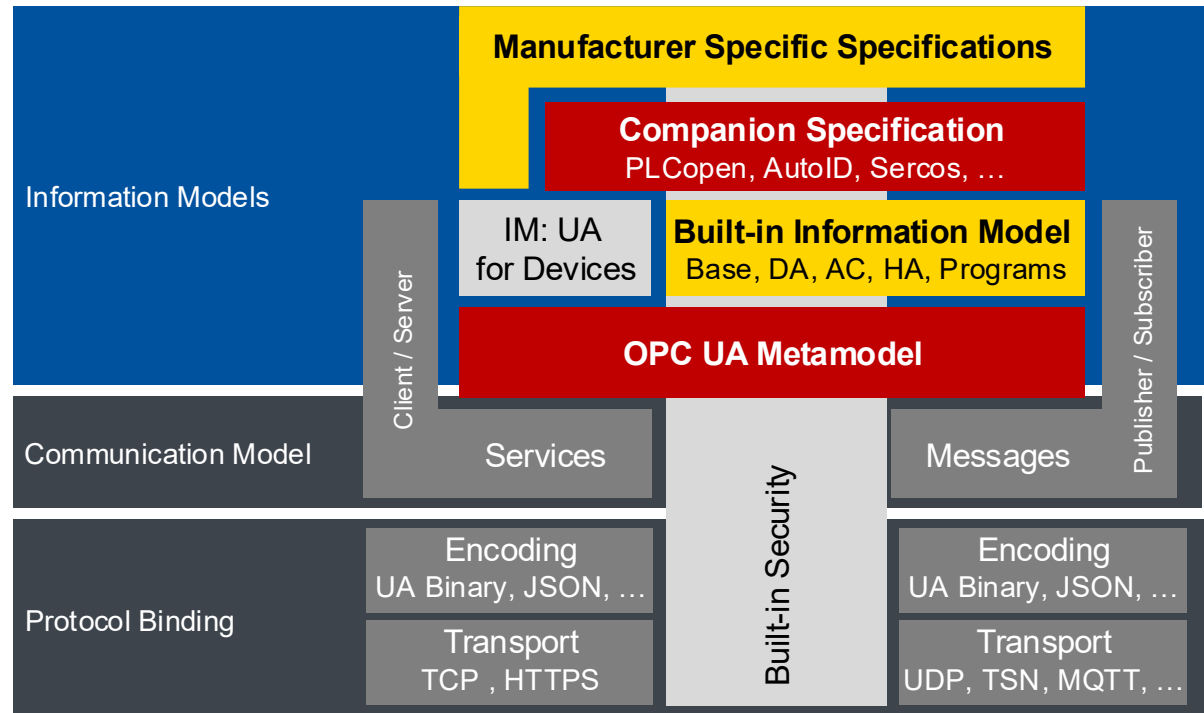 Manufacturer Specific Specifications
Companion Specification
PLCopen, AutoID, Sercos, …
Information Models
IM: UA
for Devices
Built-in Information Model
Base, DA, AC, HA, Programs
Client / Server
Publisher / Subscriber
OPC UA Metamodel
Communication Model
Services
Messages
Built-in Security
Protocol Binding
Encoding
UA Binary, JSON, …
Transport
TCP , HTTPS
Encoding
UA Binary, JSON, …
Transport
UDP, TSN, MQTT, …